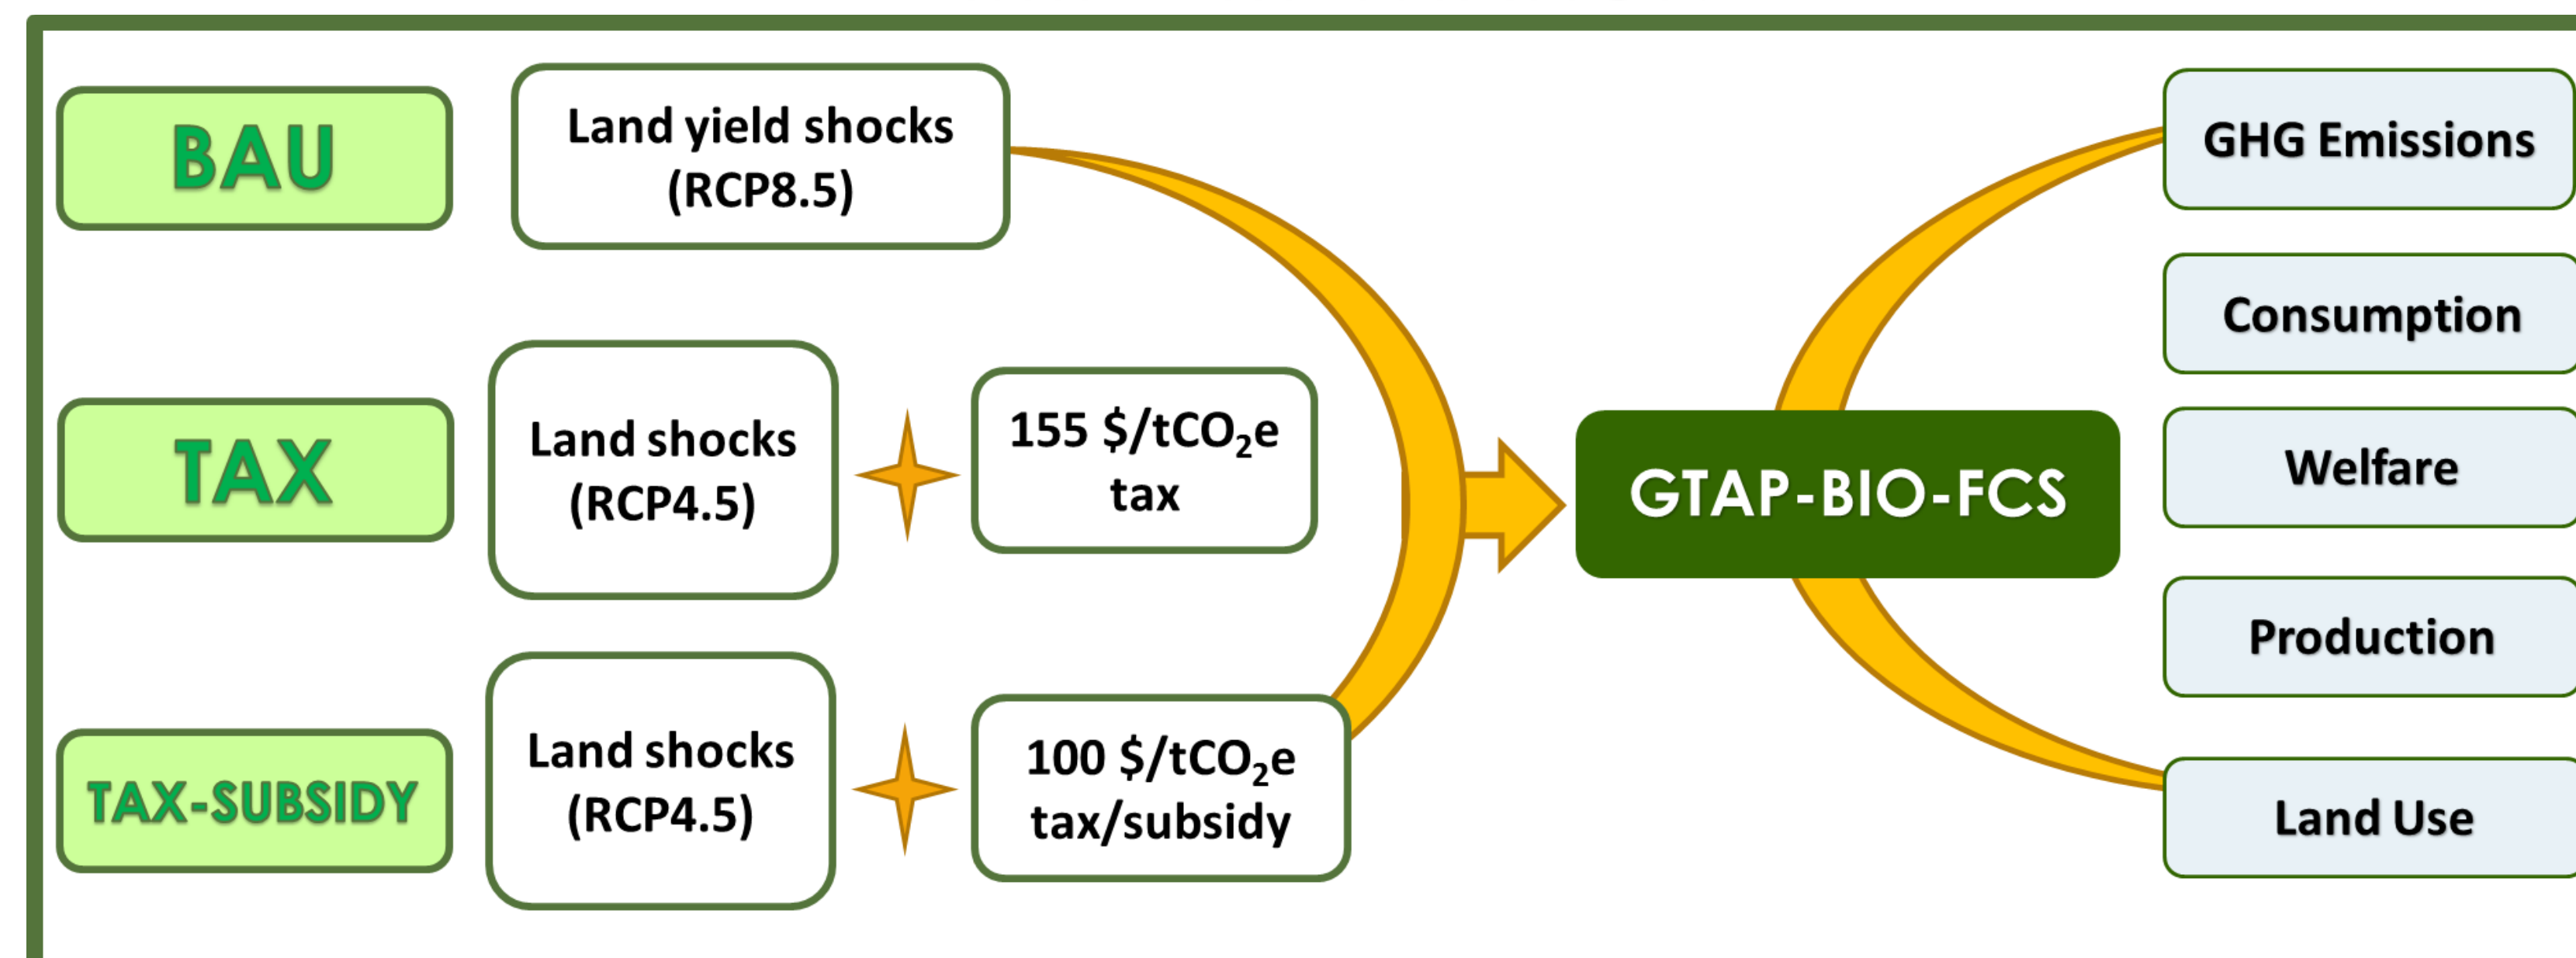 BAU
Land yield shocks
(RCP8.5)
TAX
Land shocks
(RCP4.5)
155 $/tCO₂e
tax
TAX-SUBSIDY
Land shocks
(RCP4.5)
100 $/tCO₂e
tax/subsidy
GTAP-BIO-FCS
GHG Emissions
Consumption
Welfare
Production
Land Use